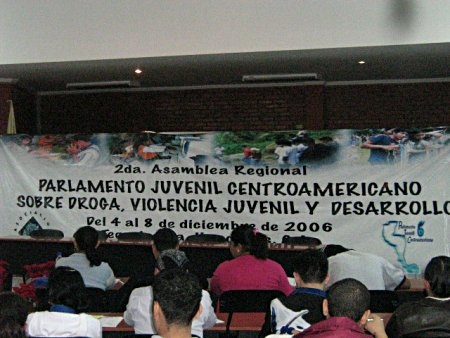 2da. Asamblea Regional
PARLAMENTO JUVENIL CENTROAMERICANO
SOBRE DROGA, VIOLENCIA JUVENIL Y DESARROLLO
Del 4 al 8 de diciembre de 2006